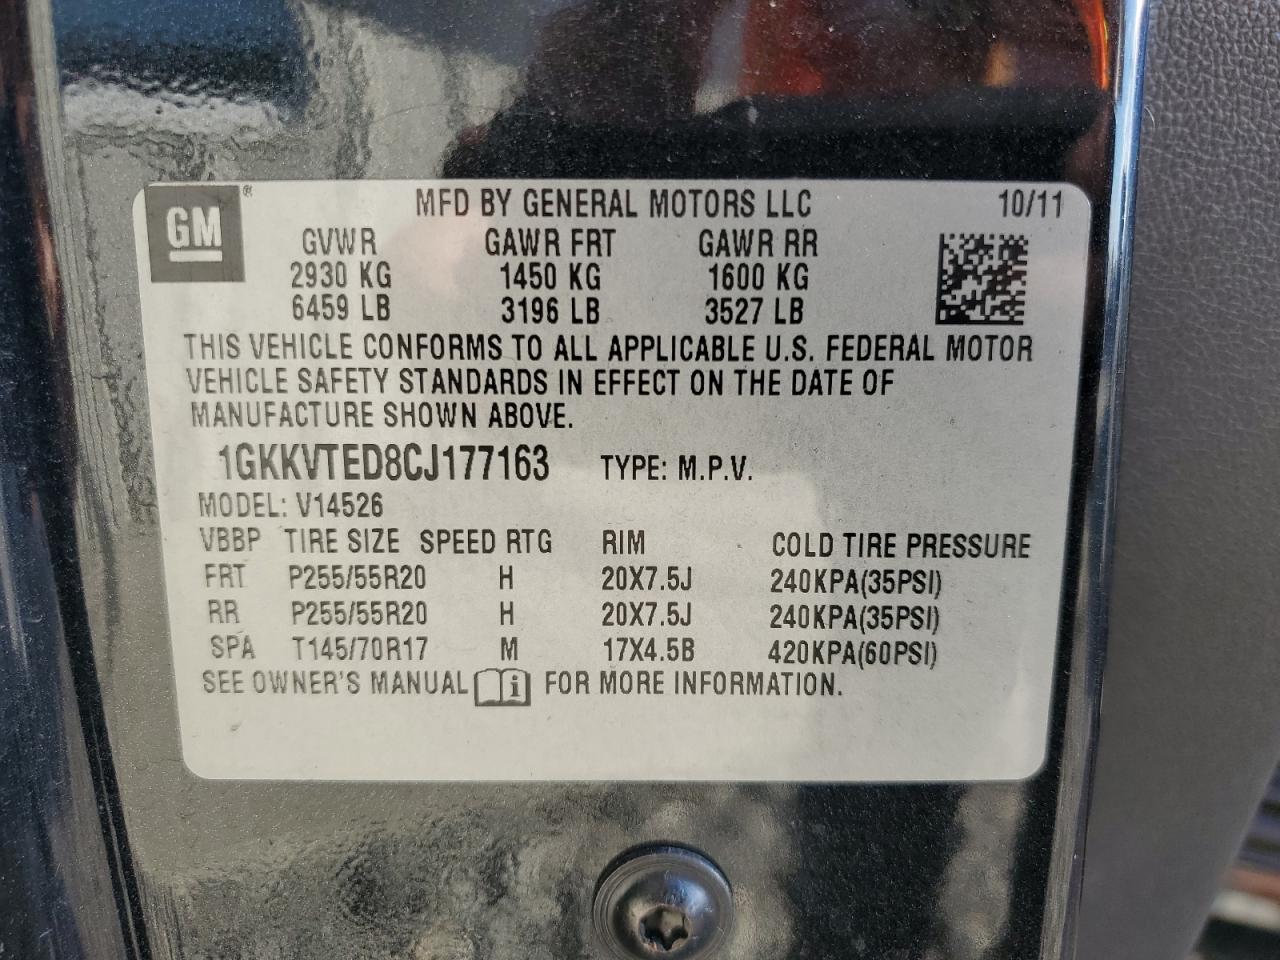 GM ®
MFD BY GENERAL MOTORS LLC 10/11
GVWR GAWR FRT GAWR RR
2930 KG 1450 KG 1600 KG
6459 LB 3196 LB 3527 LB
THIS VEHICLE CONFORMS TO ALL APPLICABLE U.S. FEDERAL MOTOR
VEHICLE SAFETY STANDARDS IN EFFECT ON THE DATE OF
MANUFACTURE SHOWN ABOVE.
1GKKVTED8CJ177163 TYPE: M.P.V.
MODEL: V14526
VBBP TIRE SIZE SPEED RTG RIM COLD TIRE PRESSURE
FRT P255/55R20 H 20X7.5J 240KPA(35PSI)
RR P255/55R20 H 20X7.5J 240KPA(35PSI)
SPA T145/70R17 M 17X4.5B 420KPA(60PSI)
SEE OWNER'S MANUAL i FOR MORE INFORMATION.